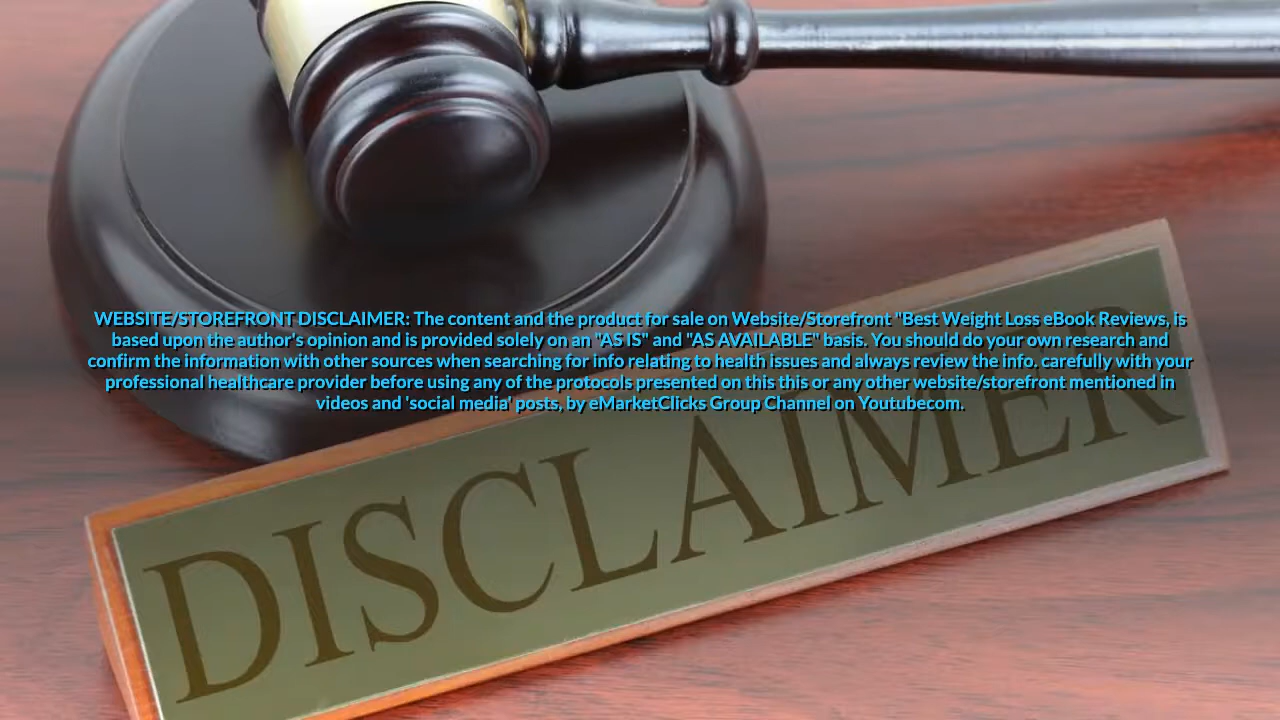 WEBSITE/STOREFRONT DISCLAIMER: The content and the product for sale on Website/Storefront "Best Weight Loss eBook Reviews, is
based upon the author's opinion and is provided solely on an "AS IS" and "AS AVAILABLE" basis. You should do your own research and
confirm the information with other sources when searching for info relating to health issues and always review the info. carefully with your
professional healthcare provider before using any of the protocols presented on this this or any other website/storefront mentioned in
videos and 'social media' posts, by eMarketClicks Group Channel on Youtubecom.
DISCLAIMER